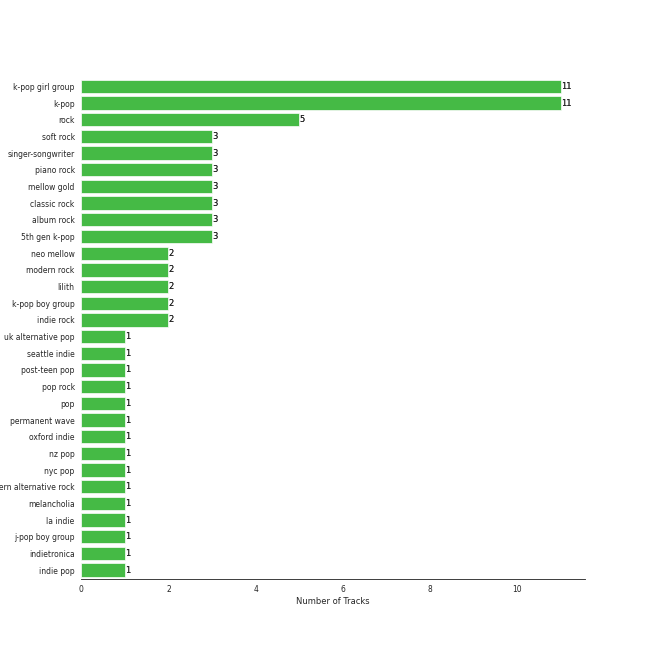 k-pop girl group 11
k-pop 11
rock 5
soft rock 3
singer-songwriter 3
piano rock 3
mellow gold 3
classic rock 3
album rock 3
5th gen k-pop 3
neo mellow 2
modern rock 2
lilith 2
k-pop boy group 2
indie rock 2
uk alternative pop 1
seattle indie 1
post-teen pop 1
pop rock 1
pop 1
permanent wave 1
oxford indie 1
nz pop 1
nyc pop 1
ern alternative rock 1
melancholia 1
la indie 1
j-pop boy group 1
indietronica 1
indie pop 1
0 2 4 6 8 10
Number of Tracks